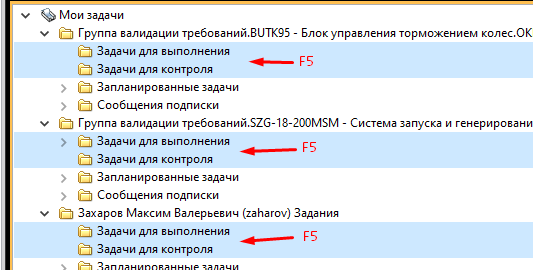 Мои задачи
Группа валидации требований.BUTK95 - Блок управления торможением колес.ОК
Задачи для выполнения
F5
Задачи для контроля
Запланированные задачи
Сообщения подписки
Группа валидации требований.SZG-18-200MSM - Система запуска и генерировани
Задачи для выполнения
F5
Задачи для контроля
Запланированные задачи
Сообщения подписки
Захаров Максим Валерьевич (zaharov) Задания
Задачи для выполнения
F5
Задачи для контроля
Запланированные задачи